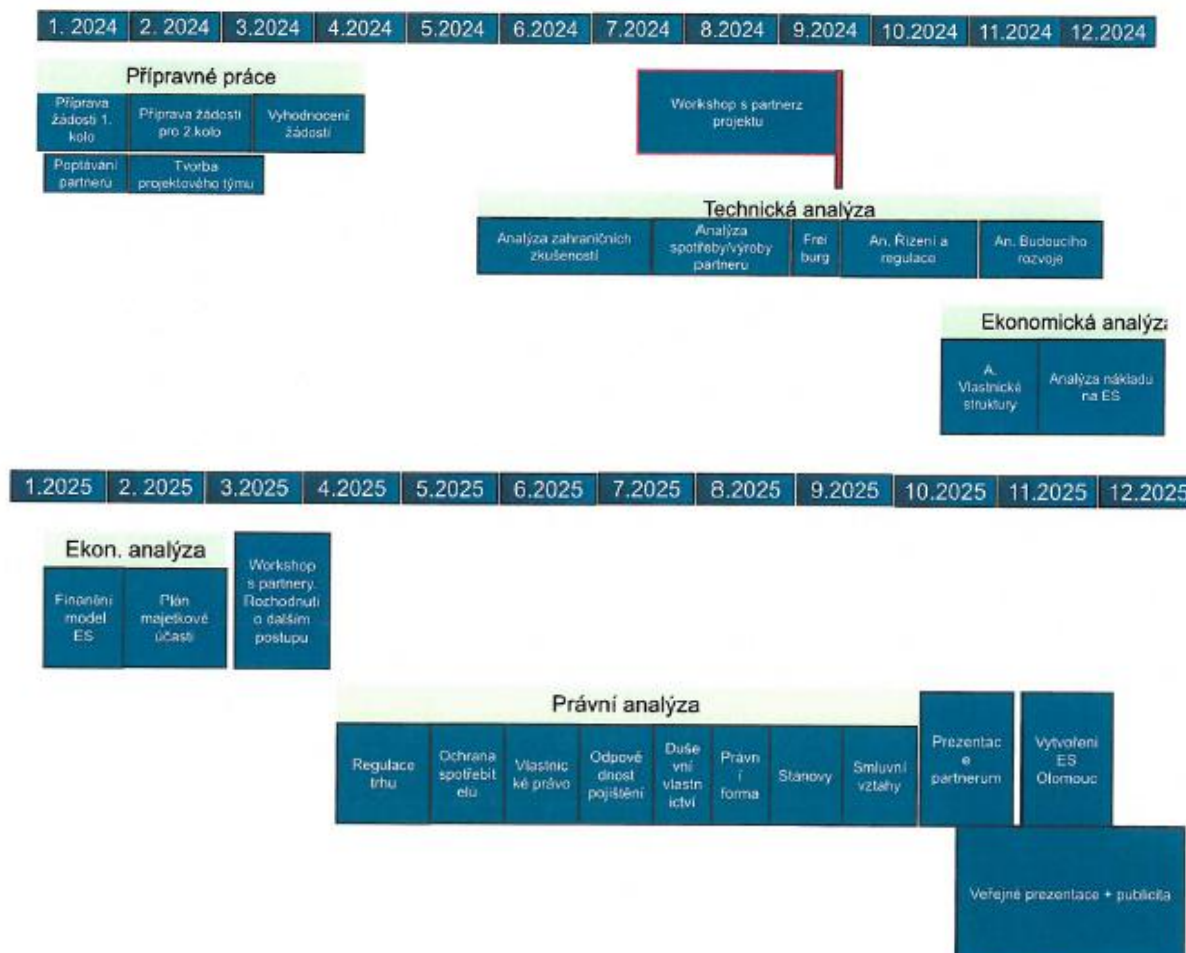 1. 2024 2. 2024 3.2024 4.2024 5.2024 6.2024 7.2024 8.2024 9.2024 10.2024 11.2024 12.2024
Přípravné práce
Příprava
žádosti 1.
kolo
Příprava žádosti
pro 2.kolo
Vyhodnocení
žádostí
Poptávání
partneru
Tvorba
projektového týmu
Workshop s partnerz
projektu
Technická analýza
Analýza zahraničních
zkušeností
Analýza
spotřeby/výroby
partneru
Frei
burg
An. Řízení a
regulace
An. Budoucího
rozvoje
Ekonomická analýza
A.
Vlastnické
struktury
Analýza nákladu
na ES
1.2025 2. 2025 3.2025 4.2025 5.2025 6.2025 7.2025 8.2025 9.2025 10.2025 11.2025 12.2025
Ekon. analýza
Finanční
model
ES
Plán
majetkové
účasti
Workshop
s partnery.
Rozhodnutí
o dalším
postupu
Právní analýza
Regulace
trhu
Ochrana
spotřebit
elů
Vlastnic
ké právo
Odpově
dnost
pojištění
Duše
vní
vlastn
ictví
Právn
í
forma
Stanovy
Smluvní
vztahy
Prezentac
e
partnerum
Vytvoření
ES
Olomouc
Veřejné prezentace + publicita